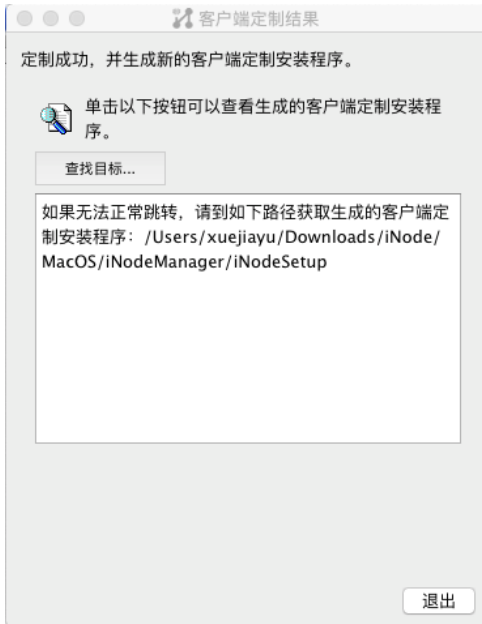 客户端定制结果
定制成功，并生成新的客户端定制安装程序。
单击以下按钮可以查看生成的客户端定制安装程
序。
查找目标...
如果无法正常跳转，请到如下路径获取生成的客户端定
制安装程序：/Users/xuejiayu/Downloads/iNode/
MacOS/iNodeManager/iNodeSetup
退出